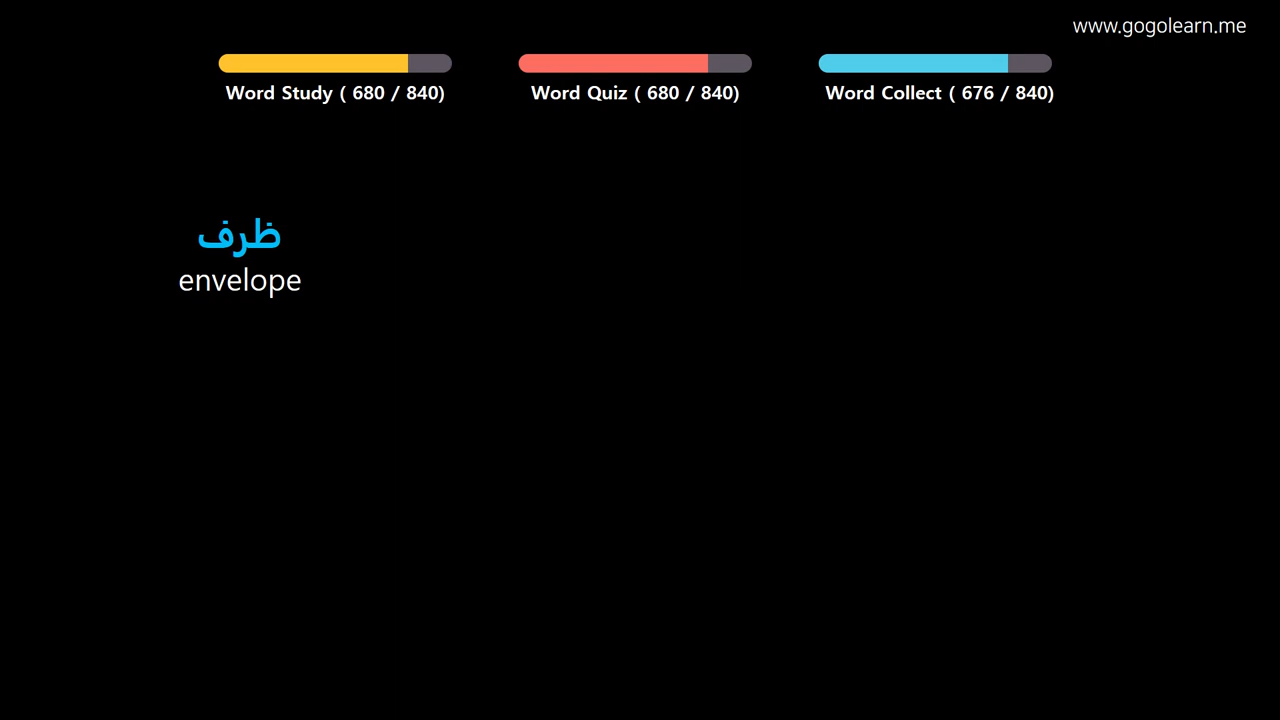 www.gogolearn.me
Word Study ( 680 / 840)
Word Quiz ( 680 / 840)
Word Collect ( 676 / 840)
ظرف
envelope